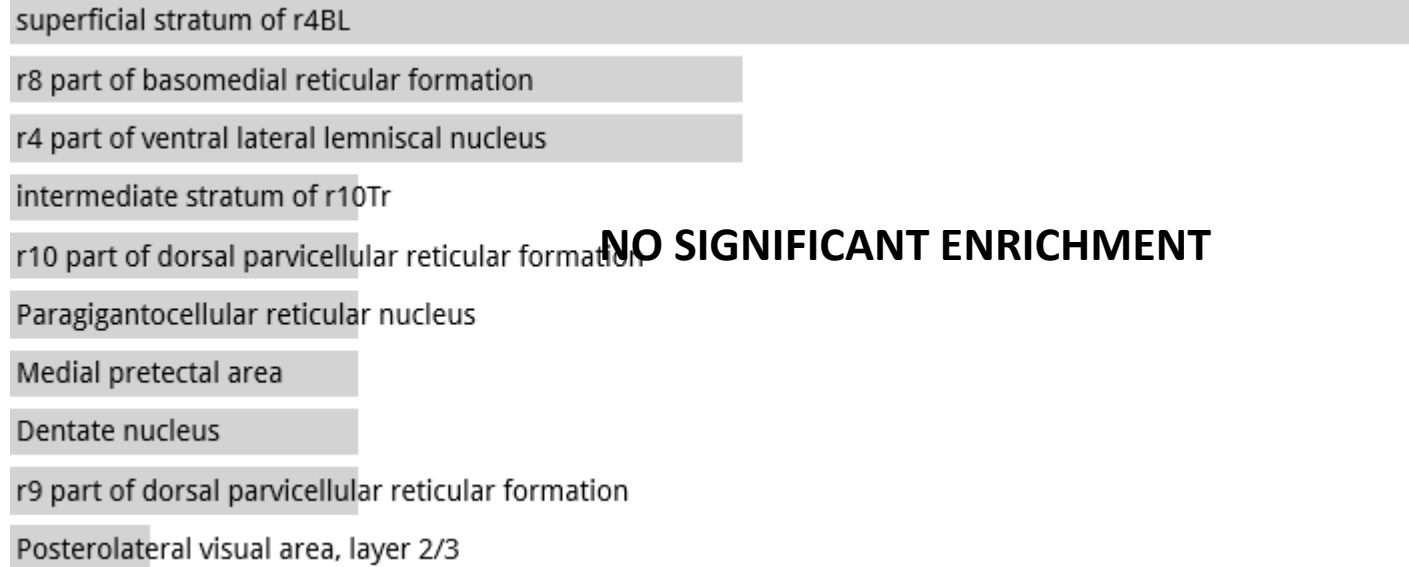 superficial stratum of r4BL
r8 part of basomedial reticular formation
r4 part of ventral lateral lemniscal nucleus
intermediate stratum of r10Tr
r10 part of dorsal parvicellular reticular formation
NO SIGNIFICANT ENRICHMENT
Paragigantocellular reticular nucleus
Medial pretectal area
Dentate nucleus
r9 part of dorsal parvicellular reticular formation
Posterolateral visual area, layer 2/3